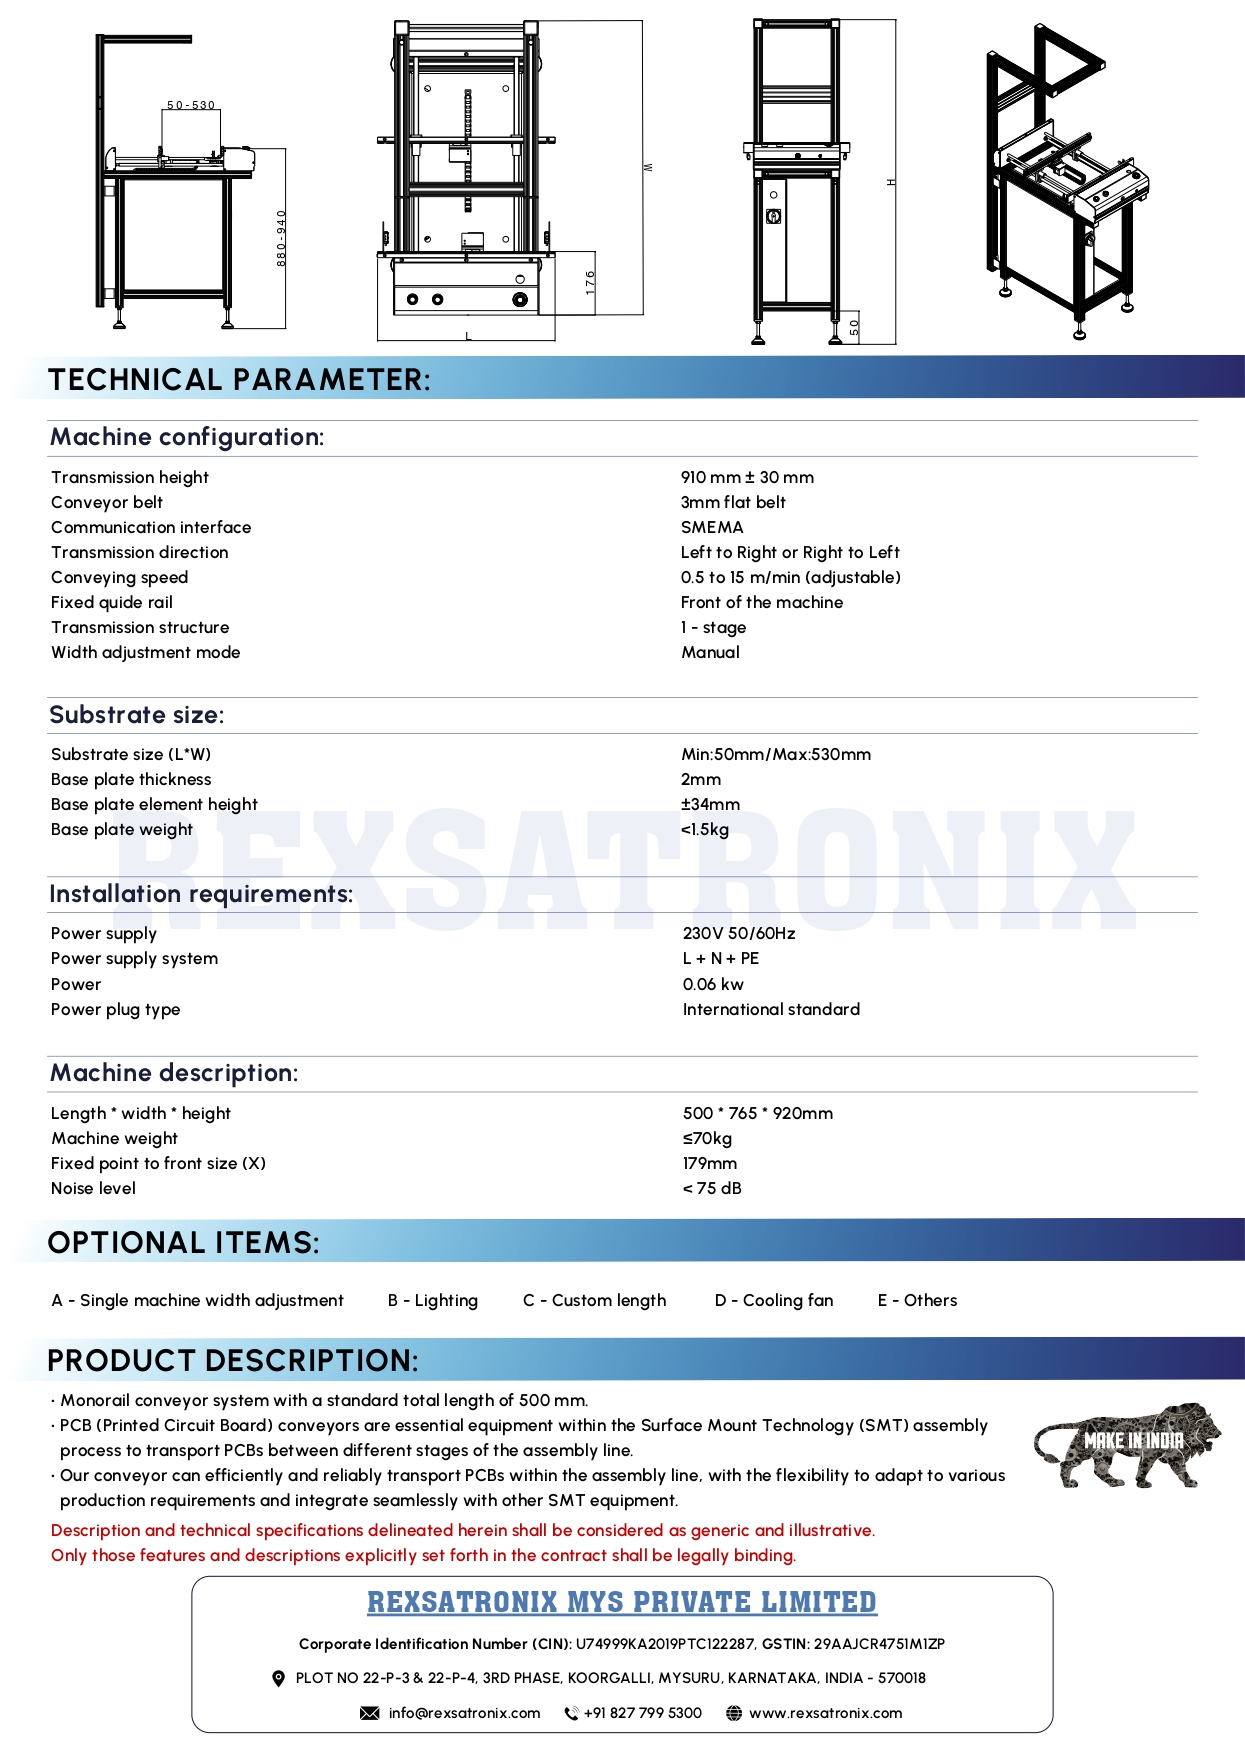 50-530
880-940
W
176
L
H
50
TECHNICAL PARAMETER:
Machine configuration:
Transmission height 910 mm ± 30 mm
Conveyor belt 3mm flat belt
Communication interface SMEMA
Transmission direction Left to Right or Right to Left
Conveying speed 0.5 to 15 m/min (adjustable)
Fixed quide rail Front of the machine
Transmission structure 1 - stage
Width adjustment mode Manual
Substrate size:
Substrate size (L*W) Min:50mm/Max:530mm
Base plate thickness 2mm
Base plate element height ±34mm
Base plate weight <1.5kg
REXSATRONIX
Installation requirements:
Power supply 230V 50/60Hz
Power supply system L + N + PE
Power 0.06 kw
Power plug type International standard
Machine description:
Length * width * height 500 * 765 * 920mm
Machine weight ≤70kg
Fixed point to front size (X) 179mm
Noise level < 75 dB
OPTIONAL ITEMS:
A - Single machine width adjustment B - Lighting C - Custom length D - Cooling fan E - Others
PRODUCT DESCRIPTION:
· Monorail conveyor system with a standard total length of 500 mm.
· PCB (Printed Circuit Board) conveyors are essential equipment within the Surface Mount Technology (SMT) assembly
process to transport PCBs between different stages of the assembly line.
· Our conveyor can efficiently and reliably transport PCBs within the assembly line, with the flexibility to adapt to various
production requirements and integrate seamlessly with other SMT equipment.
MAKE IN INDIA
Description and technical specifications delineated herein shall be considered as generic and illustrative.
Only those features and descriptions explicitly set forth in the contract shall be legally binding.
REXSATRONIX MYS PRIVATE LIMITED
Corporate Identification Number (CIN): U74999KA2019PTC122287, GSTIN: 29AAJCR4751M1ZP
PLOT NO 22-P-3 & 22-P-4, 3RD PHASE, KOORGALLI, MYSURU, KARNATAKA, INDIA - 570018
info@rexsatronix.com +91 827 799 5300 www.rexsatronix.com